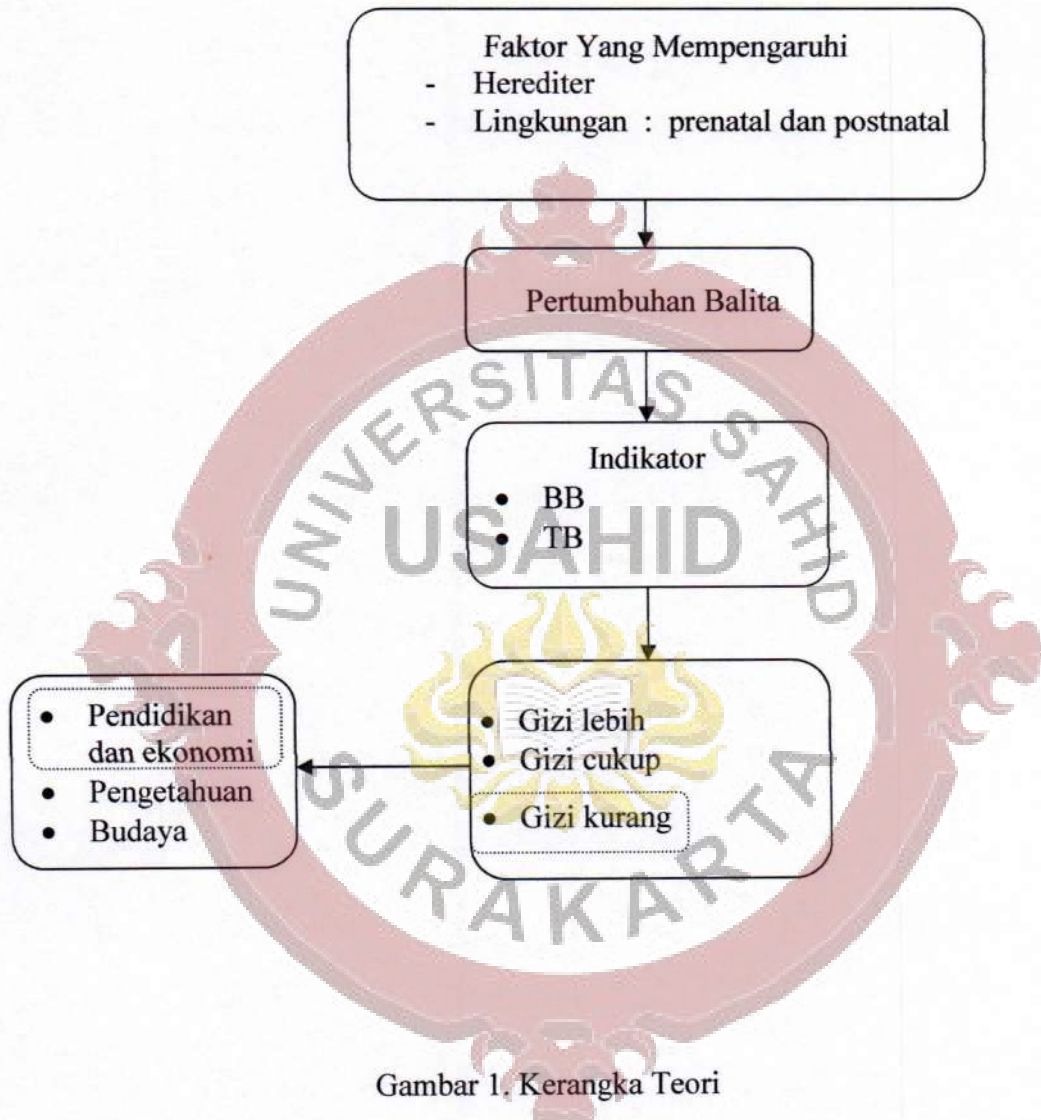 Faktor Yang Mempengaruhi
- Herediter
- Lingkungan : prenatal dan postnatal
Pertumbuhan Balita
Indikator
• BB
• TB
• Gizi lebih
• Gizi cukup
• Gizi kurang
• Pendidikan
dan ekonomi
• Pengetahuan
• Budaya
UNIVERSITAS SAHID
USAHID
SURAKARTA
Gambar 1. Kerangka Teori